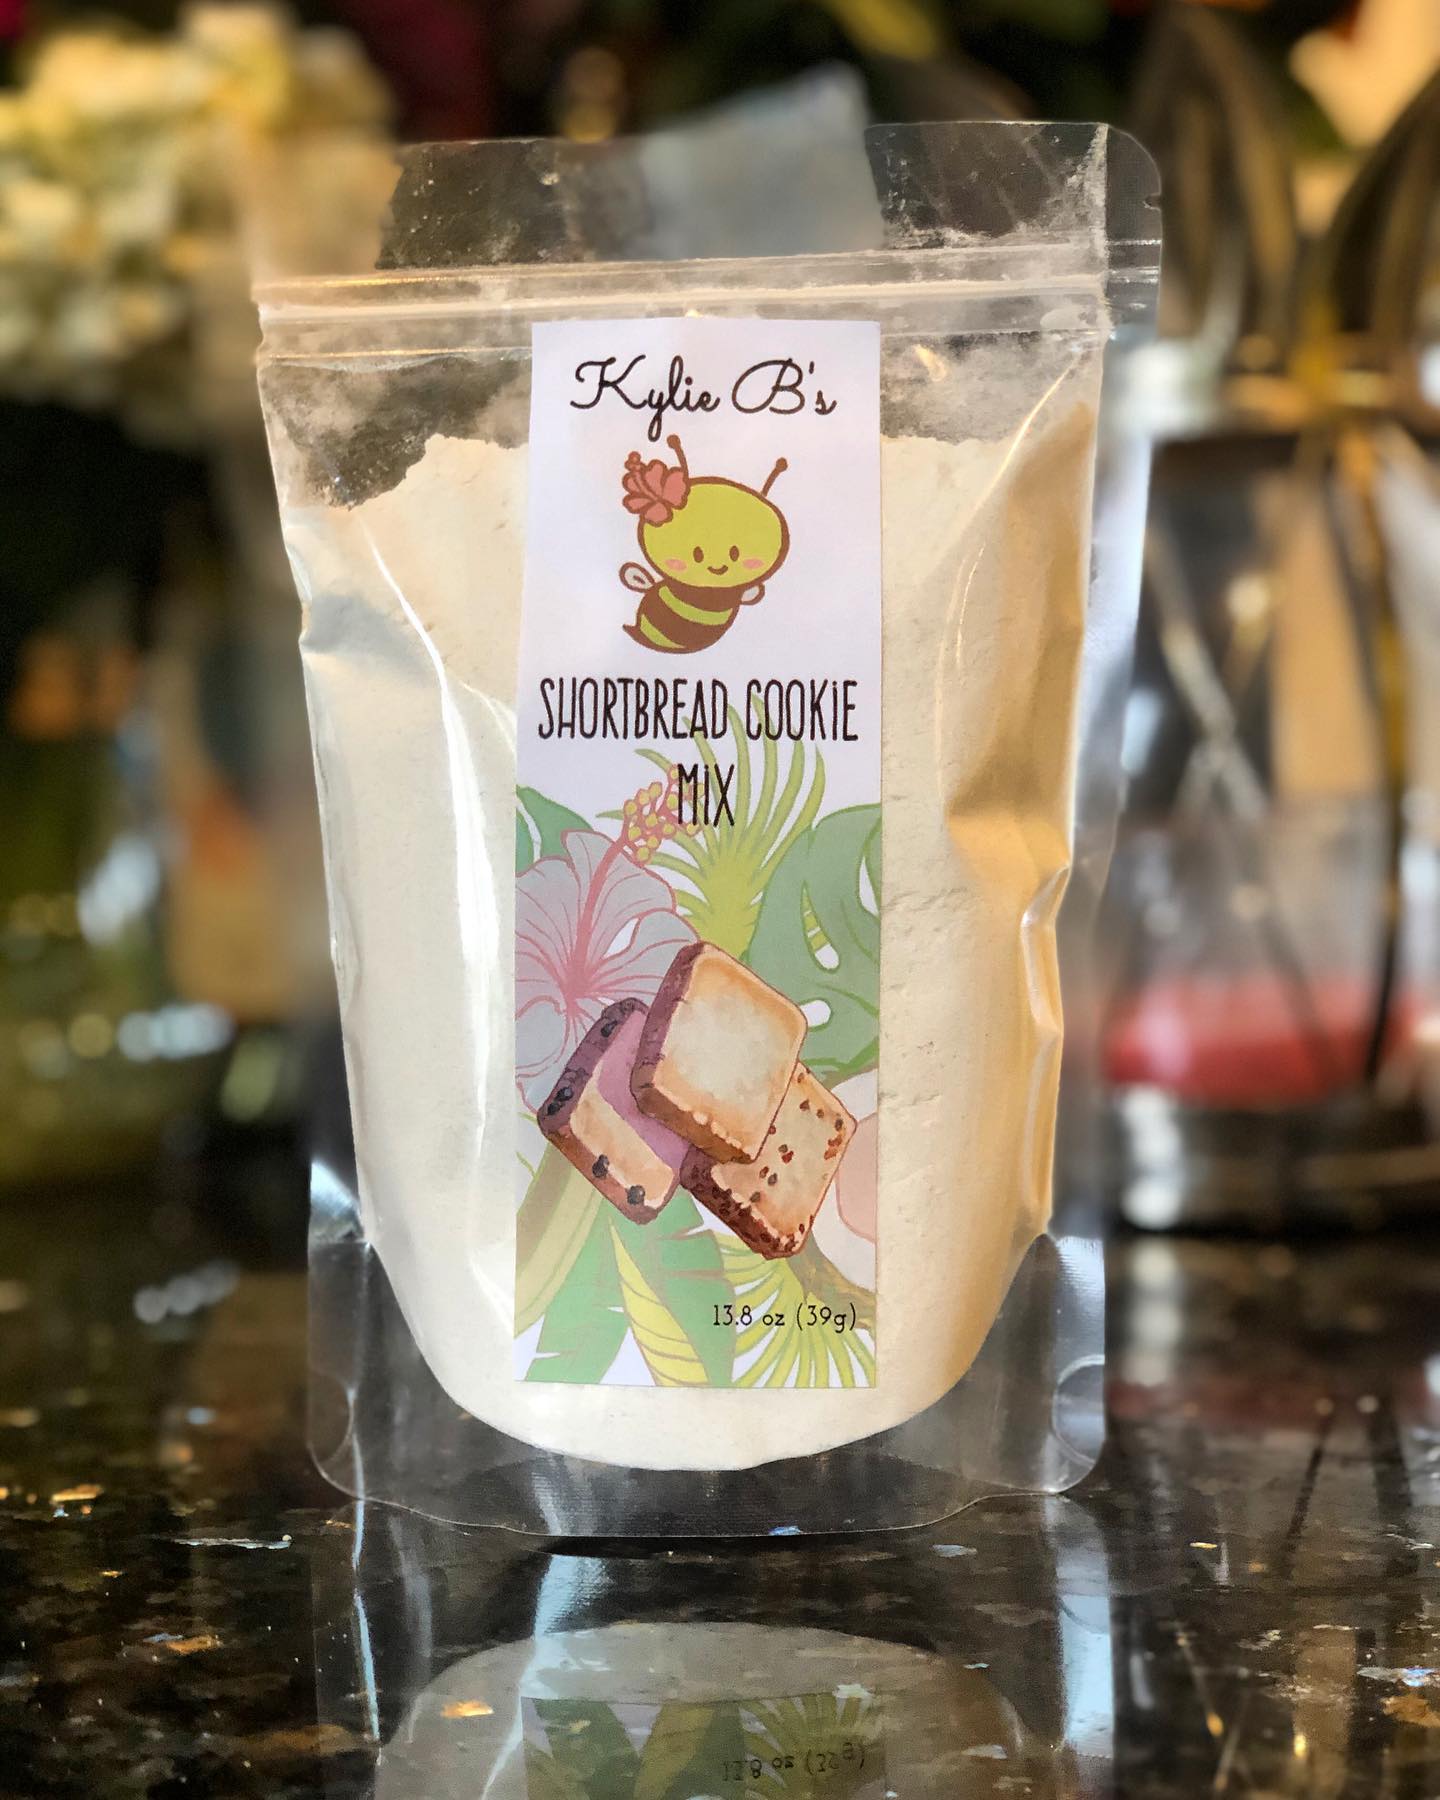 Kylie B's
SHORTBREAD COOKIE
MIX
13.8 oz (39g)